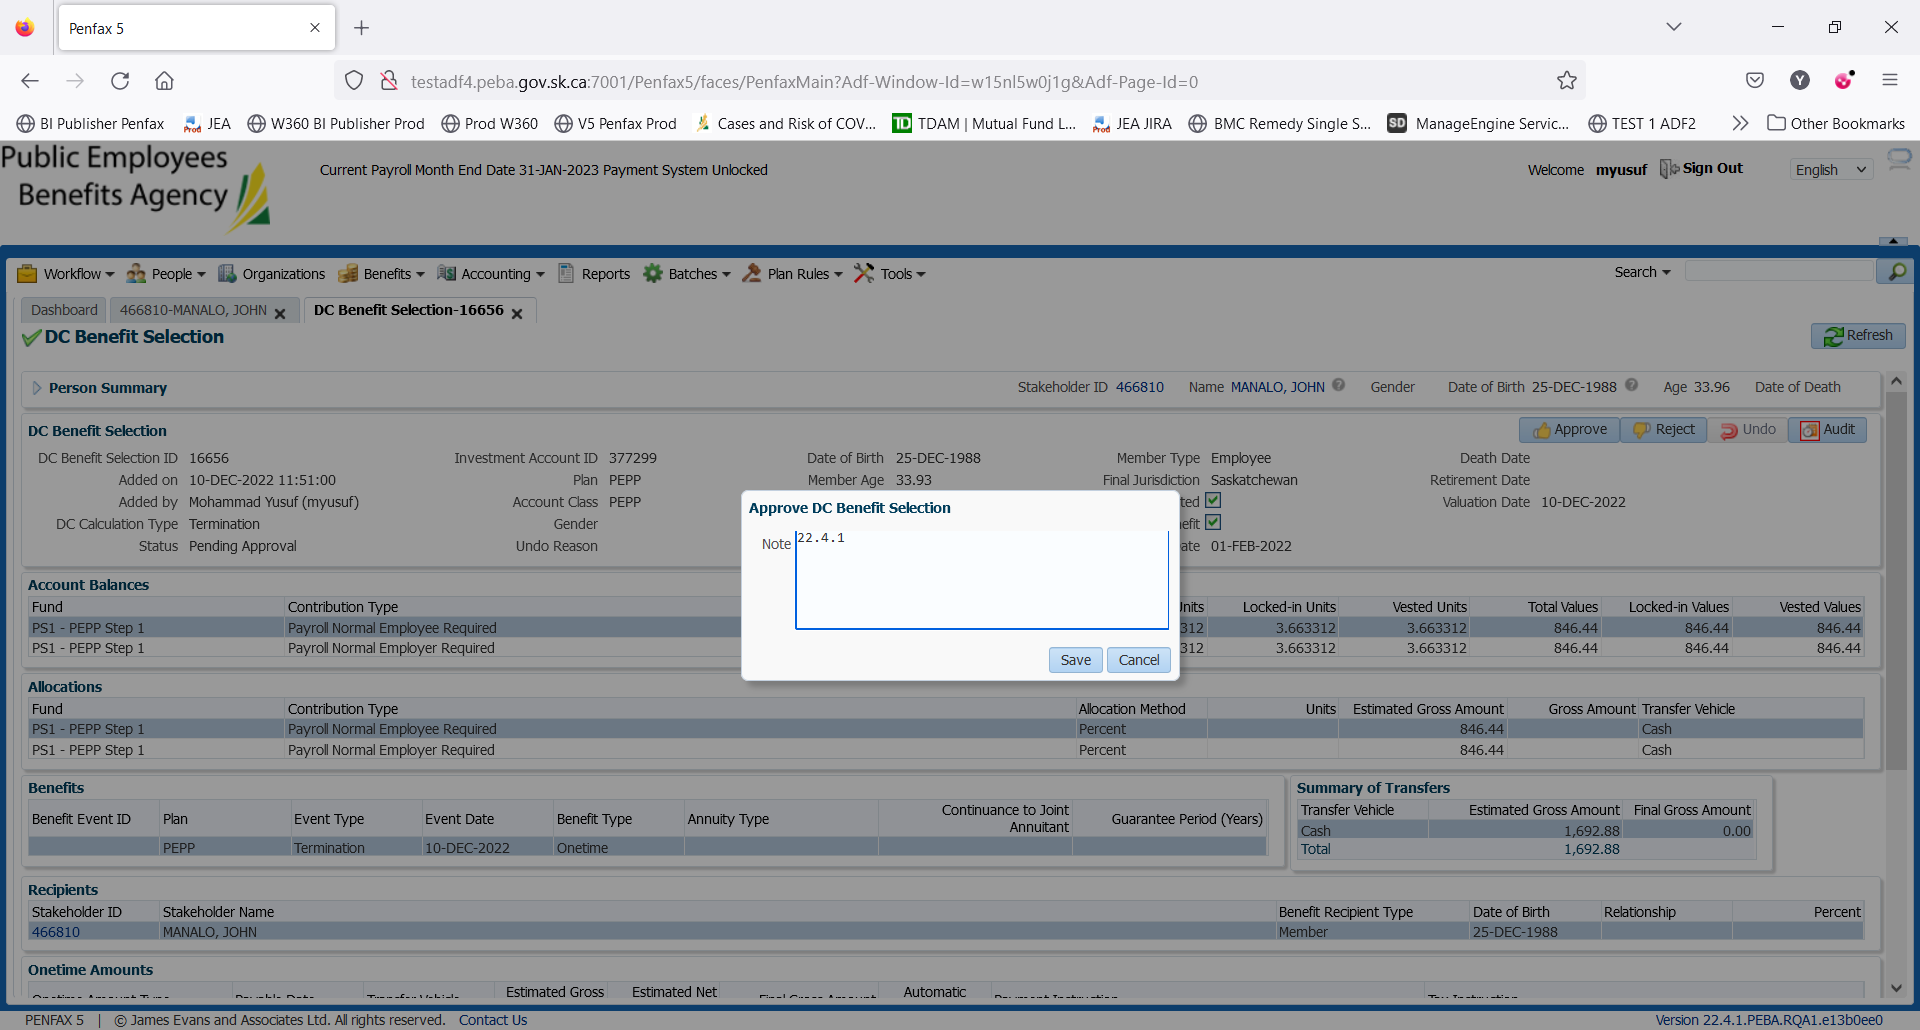 Penfax 5
testadf4.peba.gov.sk.ca:7001/Penfax5/faces/PenfaxMain?Adf-Window-Id=w15nl5w0j1g&Adf-Page-Id=0
BI Publisher Penfax JEA W360 BI Publisher Prod Prod W360 V5 Penfax Prod Cases and Risk of COV... TDAM | Mutual Fund L... JEA JIRA BMC Remedy Single S... ManageEngine Servic... TEST 1 ADF2 Other Bookmarks
Public Employees
Benefits Agency
Current Payroll Month End Date 31-JAN-2023 Payment System Unlocked
Welcome myusuf Sign Out English
Workflow People Organizations Benefits Accounting Reports Batches Plan Rules Tools Search
Dashboard 466810-MANALO, JOHN DC Benefit Selection-16656
DC Benefit Selection Refresh
Person Summary Stakeholder ID 466810 Name MANALO, JOHN Gender Date of Birth 25-DEC-1988 Age 33.96 Date of Death
DC Benefit Selection Approve Reject Undo Audit
DC Benefit Selection ID 16656 Investment Account ID 377299 Date of Birth 25-DEC-1988 Member Type Employee Death Date
Added on 10-DEC-2022 11:51:00 Plan PEPP Member Age 33.93 Final Jurisdiction Saskatchewan Retirement Date
Added by Mohammad Yusuf (myusuf) Account Class PEPP ted Valuation Date 10-DEC-2022
DC Calculation Type Termination Gender efit
Status Pending Approval Undo Reason ate 01-FEB-2022
Approve DC Benefit Selection
Note 22.4.1
Save Cancel
Account Balances
Fund Contribution Type Units Locked-in Units Vested Units Total Values Locked-in Values Vested Values
PS1 - PEPP Step 1 Payroll Normal Employee Required 312 3.663312 3.663312 846.44 846.44 846.44
PS1 - PEPP Step 1 Payroll Normal Employer Required 312 3.663312 3.663312 846.44 846.44 846.44
Allocations
Fund Contribution Type Allocation Method Units Estimated Gross Amount Gross Amount Transfer Vehicle
PS1 - PEPP Step 1 Payroll Normal Employee Required Percent 846.44 Cash
PS1 - PEPP Step 1 Payroll Normal Employer Required Percent 846.44 Cash
Benefits
Benefit Event ID Plan Event Type Event Date Benefit Type Annuity Type Continuance to Joint Annuitant Guarantee Period (Years)
PEPP Termination 10-DEC-2022 Onetime
Summary of Transfers
Transfer Vehicle Estimated Gross Amount Final Gross Amount
Cash 1,692.88 0.00
Total 1,692.88
Recipients
Stakeholder ID Stakeholder Name Benefit Recipient Type Date of Birth Relationship Percent
466810 MANALO, JOHN Member 25-DEC-1988
Onetime Amounts
Estimated Gross Estimated Net Automatic
PENFAX 5 | © James Evans and Associates Ltd. All rights reserved. Contact Us Version 22.4.1.PEBA.RQA1.e13b0ee0